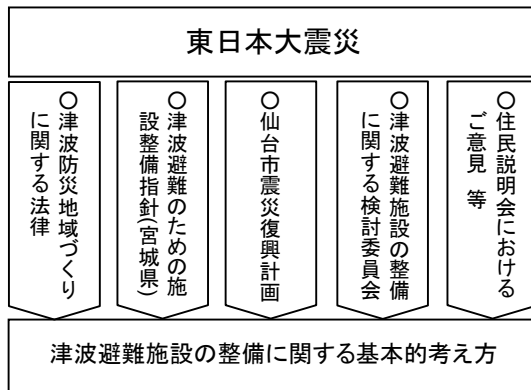 東日本大震災
○津波防災地域づくり
に関する法律
○津波避難のための施
設整備指針(宮城県)
○仙台市震災復興計画
○津波避難施設の整備
に関する検討委員会
○住民説明会における
ご意見 等
津波避難施設の整備に関する基本的考え方